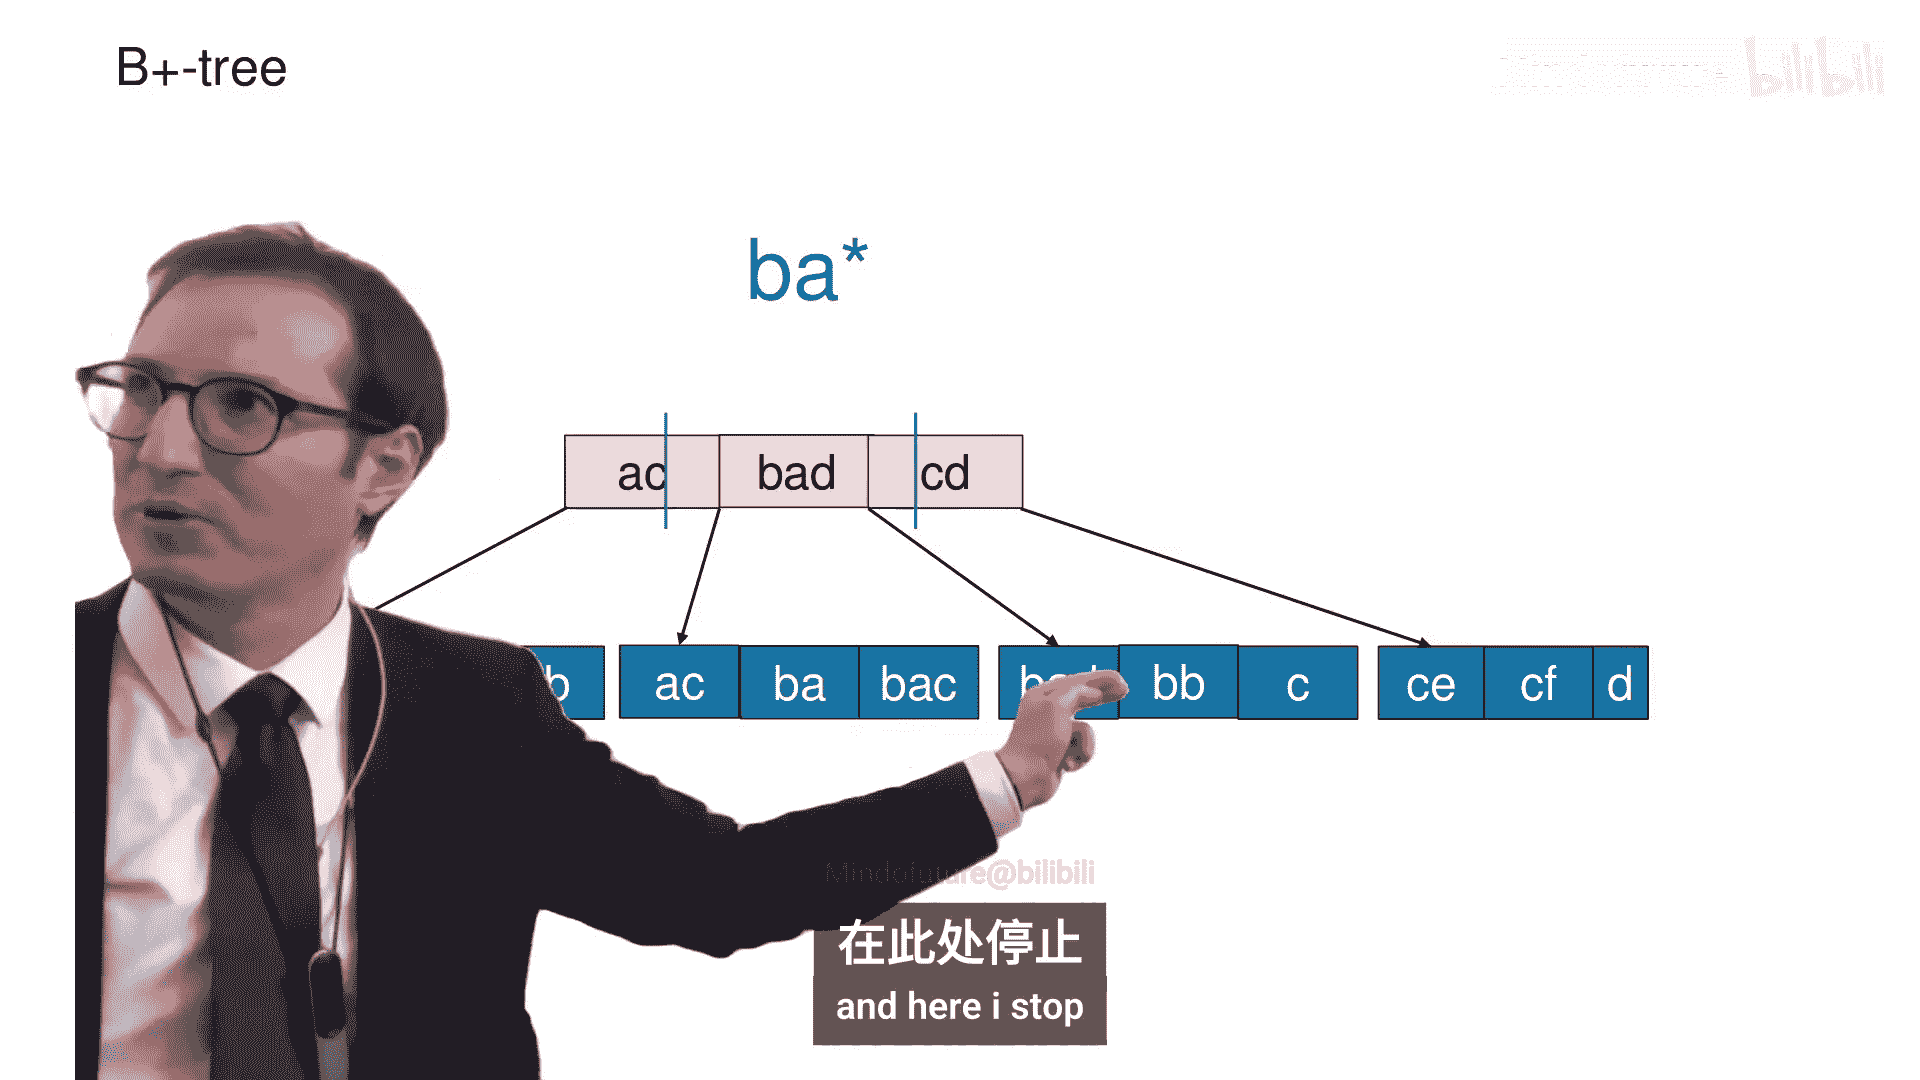 B+-tree
bilibili
ba*
ac bad cd
b ac ba bac bad bb c ce cf d
Mindofuture@bilibili
在此处停止
and here i stop